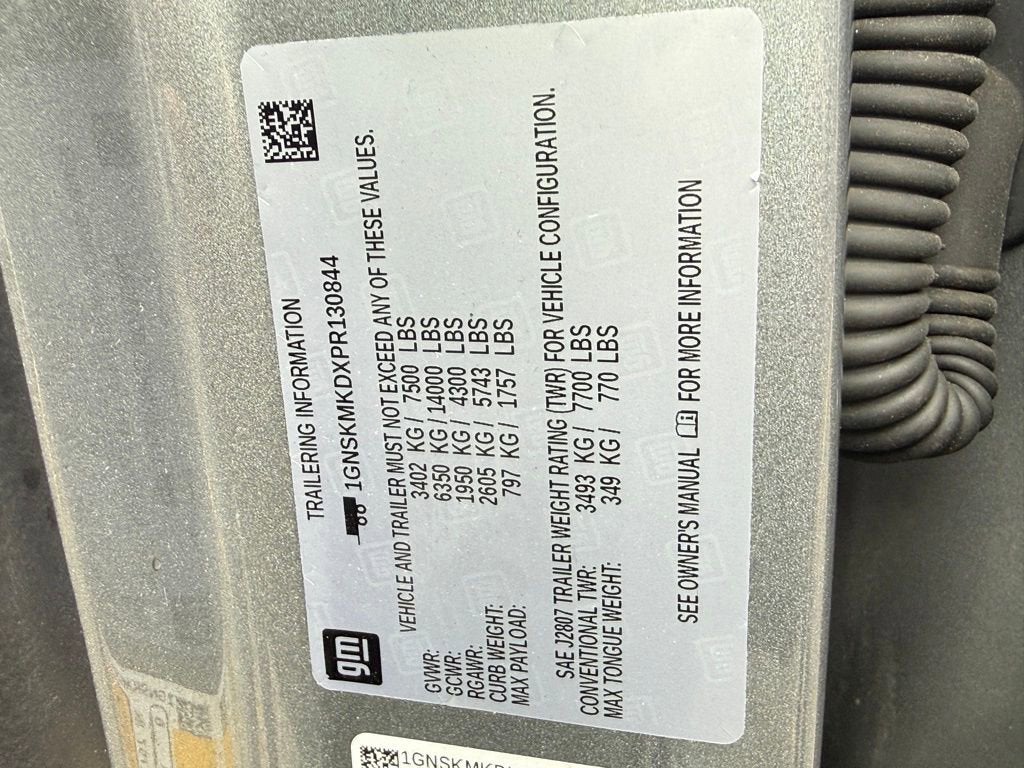 gm
TRAILERING INFORMATION
1GNSKMKDXPR130844
VEHICLE AND TRAILER MUST NOT EXCEED ANY OF THESE VALUES.
GVWR: 3402 KG / 7500 LBS
GCWR: 6350 KG / 14000 LBS
RGAWR: 1950 KG / 4300 LBS
CURB WEIGHT: 2605 KG / 5743 LBS
MAX PAYLOAD: 797 KG / 1757 LBS
SAE J2807 TRAILER WEIGHT RATING (TWR) FOR VEHICLE CONFIGURATION.
CONVENTIONAL TWR: 3493 KG / 7700 LBS
MAX TONGUE WEIGHT: 349 KG / 770 LBS
SEE OWNER'S MANUAL FOR MORE INFORMATION